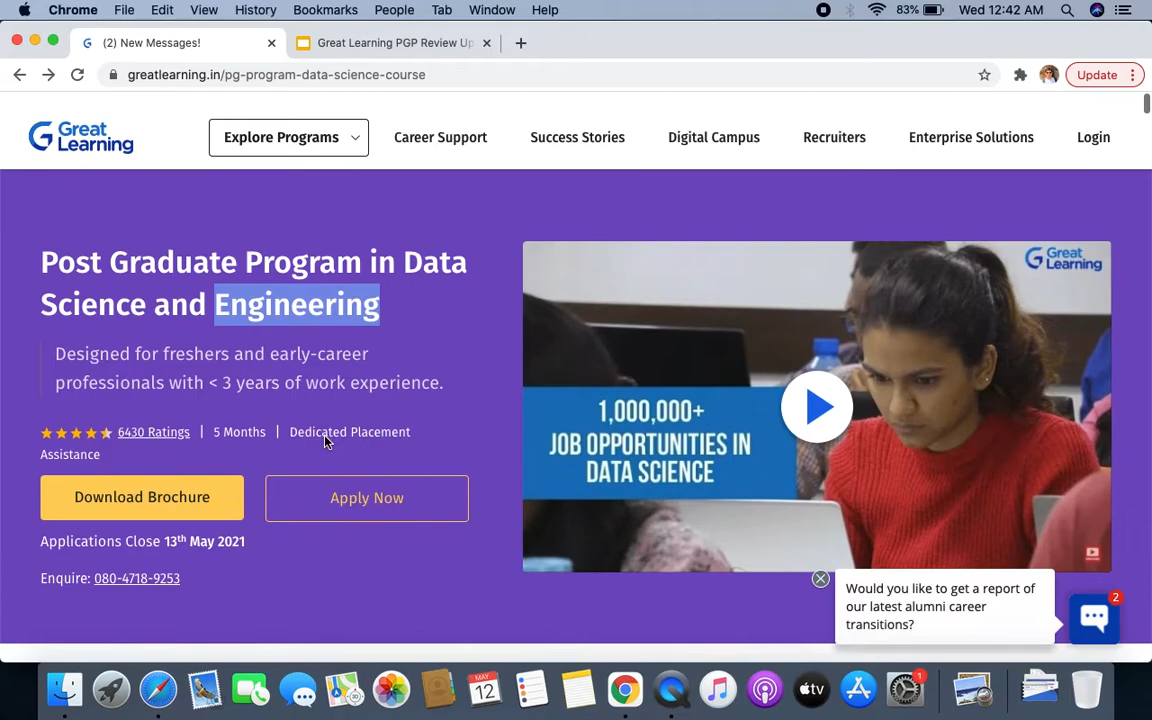 Chrome File Edit View History Bookmarks People Tab Window Help 83% Wed 12:42 AM
(2) New Messages! Great Learning PGP Review Up
greatlearning.in/pg-program-data-science-course Update
Great Learning Explore Programs Career Support Success Stories Digital Campus Recruiters Enterprise Solutions Login
Post Graduate Program in Data
Science and Engineering
Designed for freshers and early-career
professionals with < 3 years of work experience.
6430 Ratings | 5 Months | Dedicated Placement
Assistance
Download Brochure Apply Now
Applications Close 13th May 2021
Enquire: 080-4718-9253
Great Learning
1,000,000+
JOB OPPORTUNITIES IN
DATA SCIENCE
Would you like to get a report of
our latest alumni career
transitions?
2
MAY
12
tv
1